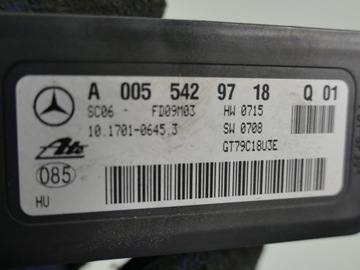 A 005 542 97 18 Q 01
SC06 - FD09M03 HW 0715
10.1701-0645.3 SW 0708
Ate GT79C18U3E
085
HU